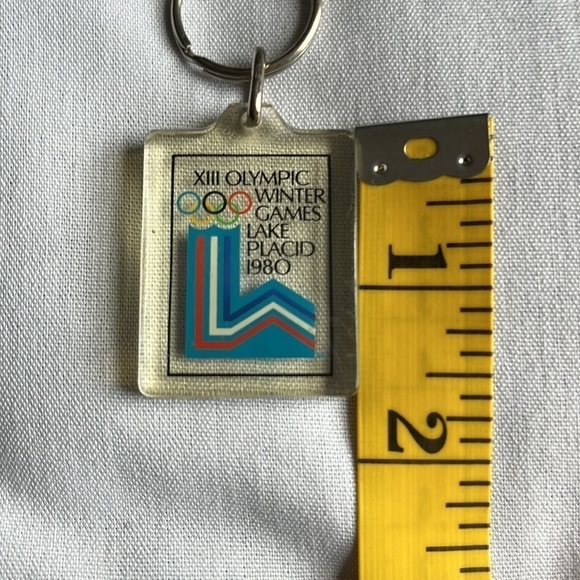 XIII OLYMPIC
WINTER
GAMES
LAKE
PLACID
1980
1
2